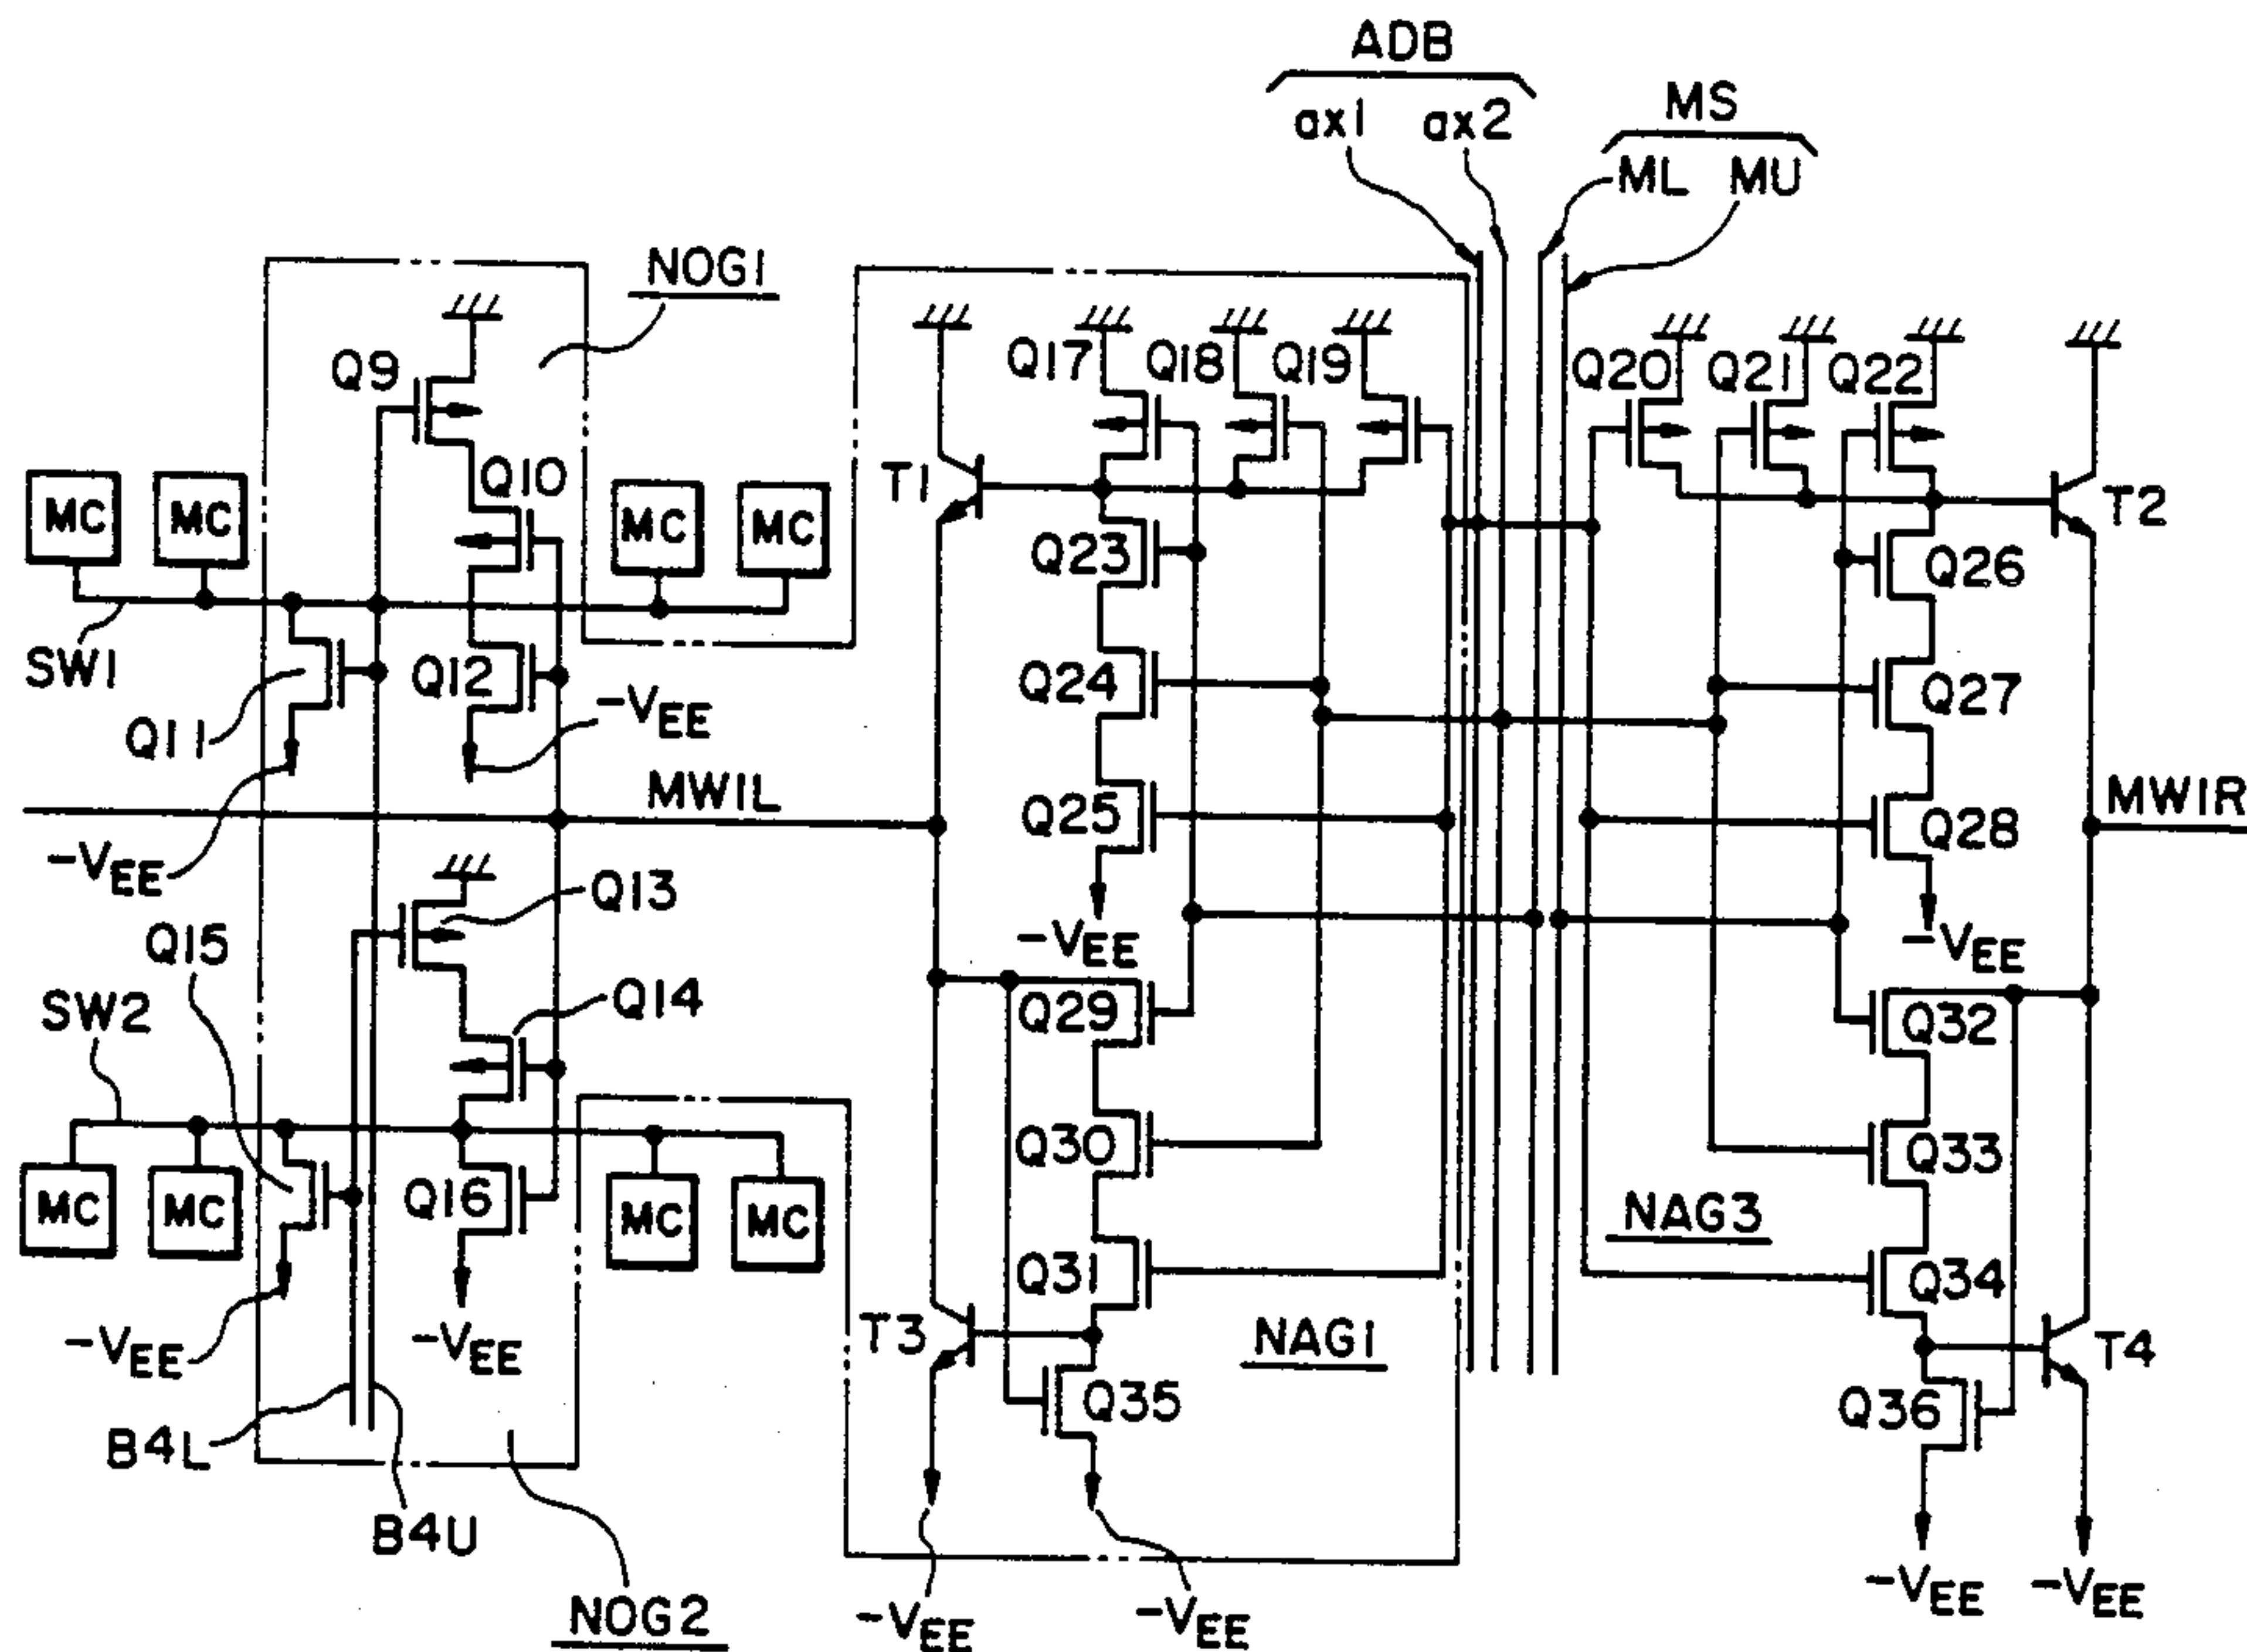 ADB
ax1 ax2
MS
ML MU
NOG1
Q9
Q17 Q18 Q19
Q20 Q21 Q22
T1
Q10
MC MC MC MC
T2
Q23
Q26
SW1
Q12
Q24
Q27
Q11
-VEE
MW1L
Q25
Q28
MW1R
-VEE
Q13
Q15
-VEE
-VEE
SW2
Q14
Q29
Q32
Q30
Q33
MC MC Q16 MC MC
NAG3
Q31
Q34
-VEE
-VEE
T3
NAG1
T4
Q35
Q36
B4L
B4U
NOG2
-VEE
-VEE
-VEE
-VEE